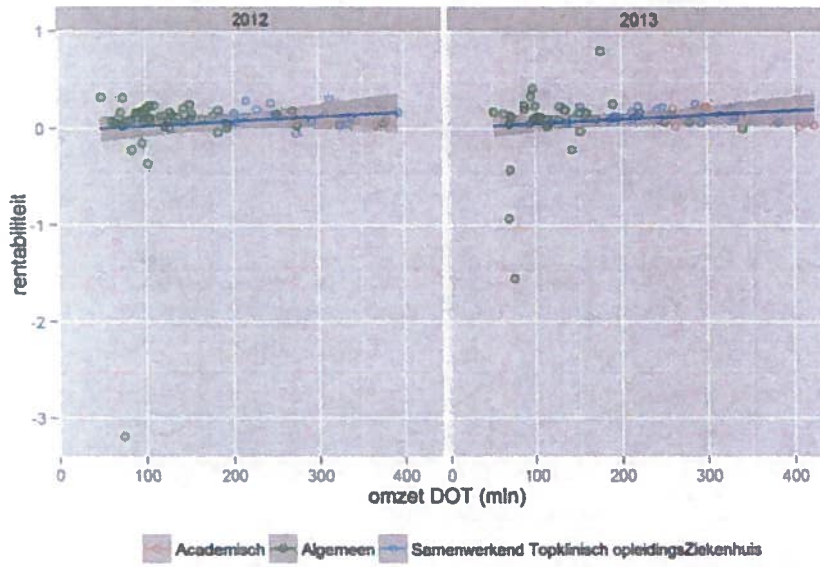 2012 2013
1
0
-1
-2
-3
rentabiliteit
0 100 200 300 400 0 100 200 300 400
omzet DOT (mln)
Academisch Algemeen Samenwerkend Topklinisch opleidingsZiekenhuis